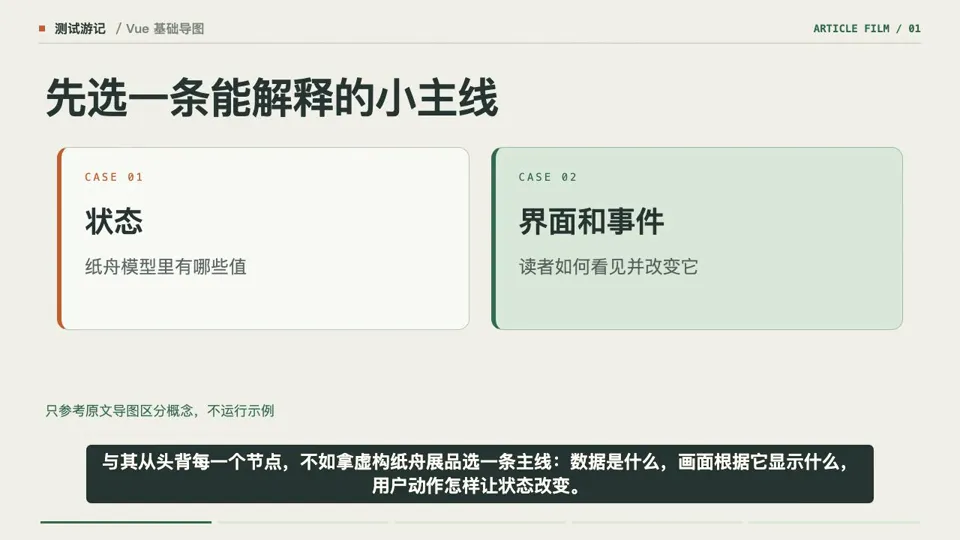 测试游记 / Vue 基础导图
ARTICLE FILM / 01
先选一条能解释的小主线
CASE 01
状态
纸舟模型里有哪些值
CASE 02
界面和事件
读者如何看见并改变它
只参考原文导图区分概念，不运行示例
与其从头背每一个节点，不如拿虚构纸舟展品选一条主线：数据是什么，画面根据它显示什么，
用户动作怎样让状态改变。